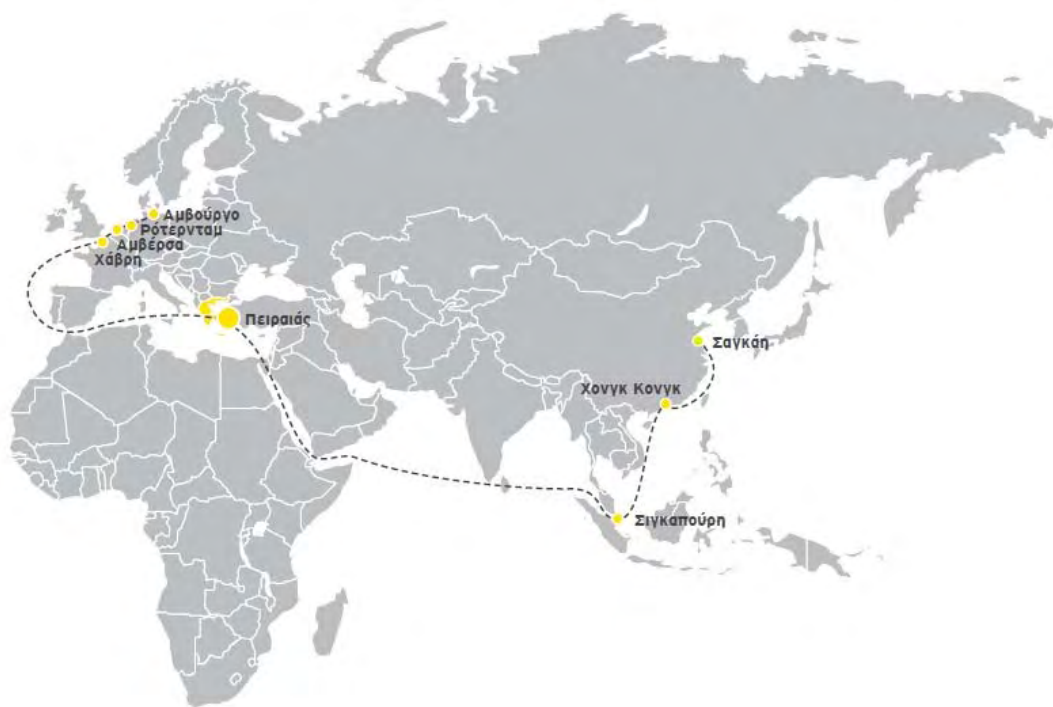 Αμβούργο
Ρότερνταμ
Αμβέρσα
Χάβρη
Πειραιάς
Σαγκάη
Χονγκ Κονγκ
Σιγκαπούρη